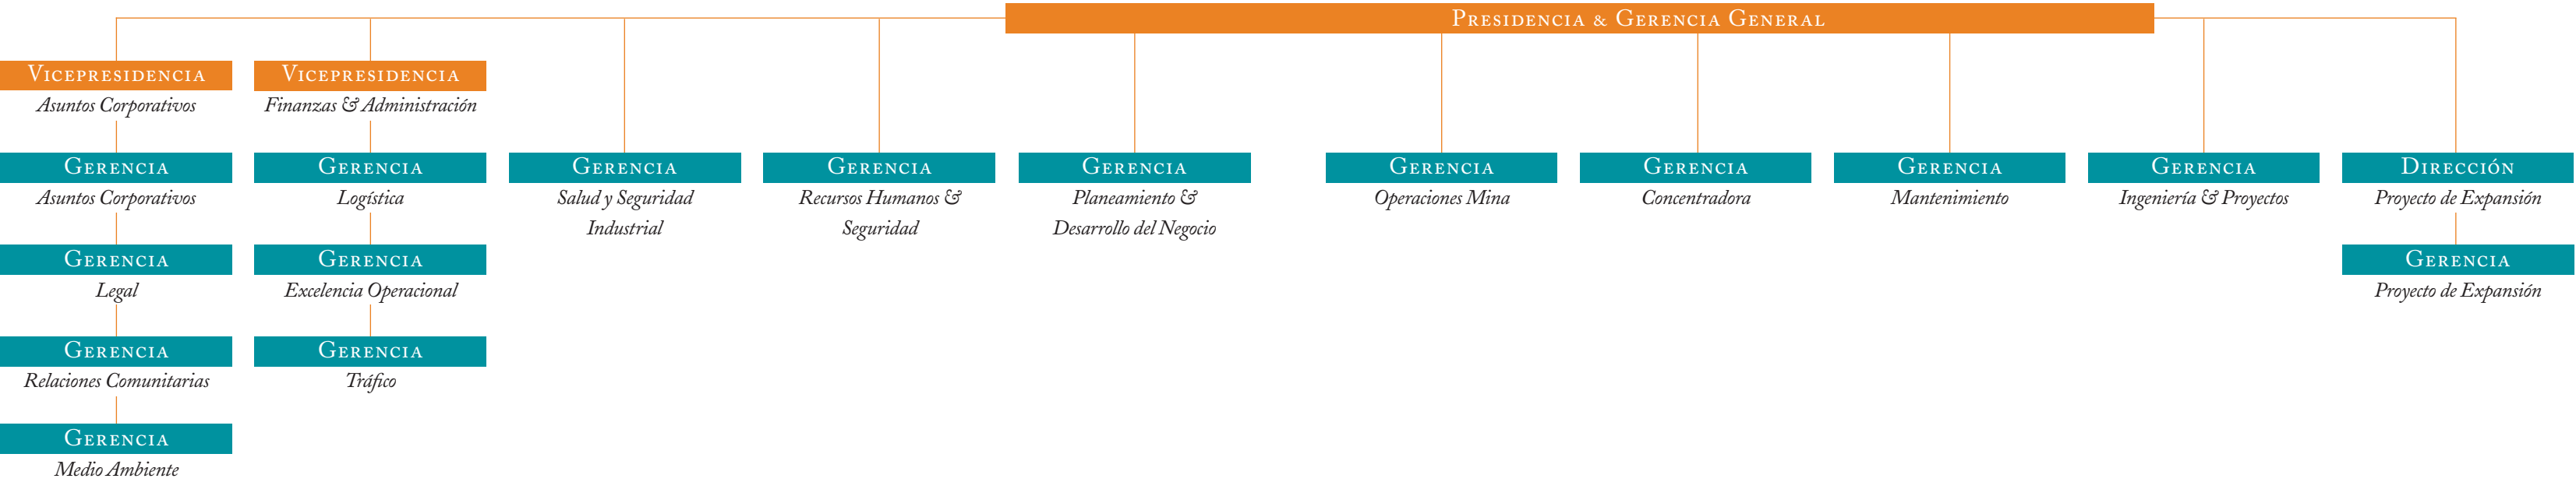 Presidencia & Gerencia General
Vicepresidencia
Asuntos Corporativos
Gerencia
Asuntos Corporativos
Gerencia
Legal
Gerencia
Relaciones Comunitarias
Gerencia
Medio Ambiente
Vicepresidencia
Finanzas & Administración
Gerencia
Logística
Gerencia
Excelencia Operacional
Gerencia
Tráfico
Gerencia
Salud y Seguridad
Industrial
Gerencia
Recursos Humanos &
Seguridad
Gerencia
Planeamiento &
Desarrollo del Negocio
Gerencia
Operaciones Mina
Gerencia
Concentradora
Gerencia
Mantenimiento
Gerencia
Ingeniería & Proyectos
Dirección
Proyecto de Expansión
Gerencia
Proyecto de Expansión